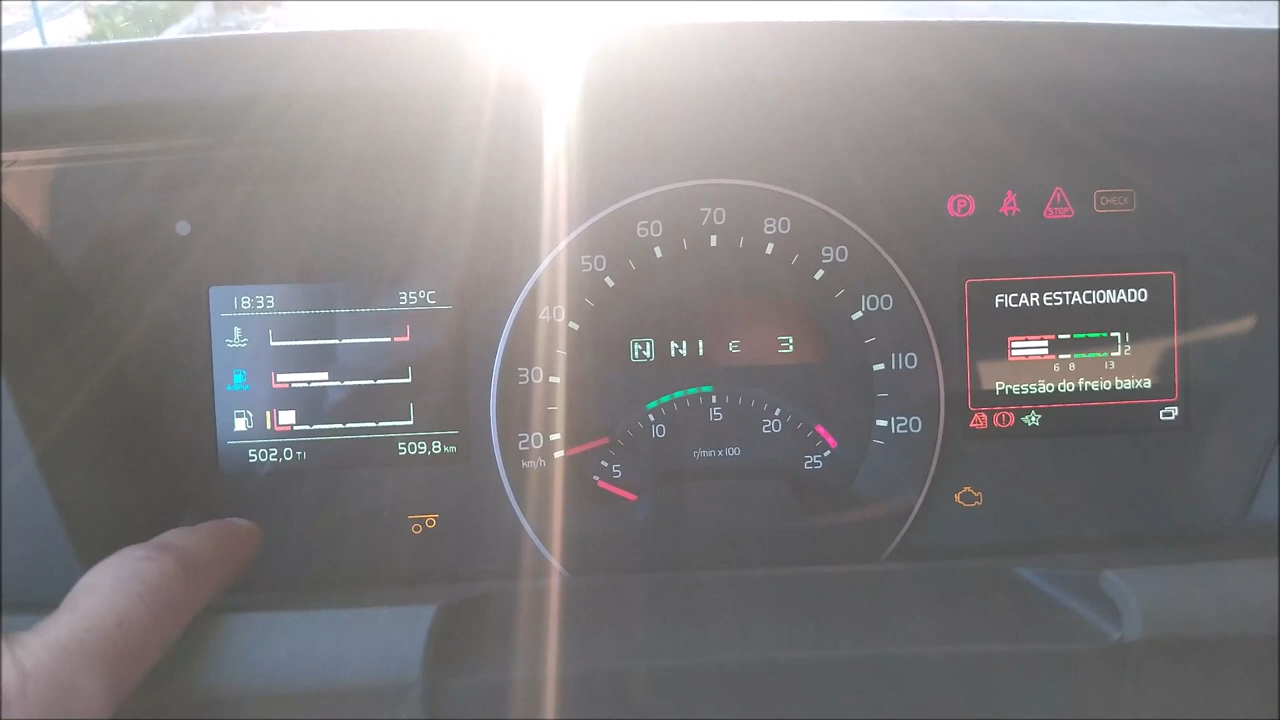 18:33 35°C
AdBlue
502,0 T1 509,8 km
20
30
40
50
60
70
80
90
100
110
120
km/h
N N1 E 3
5
10
15
20
25
r/min x 100
P
STOP
CHECK
FICAR ESTACIONADO
1
2
6 8 13
Pressão do freio baixa